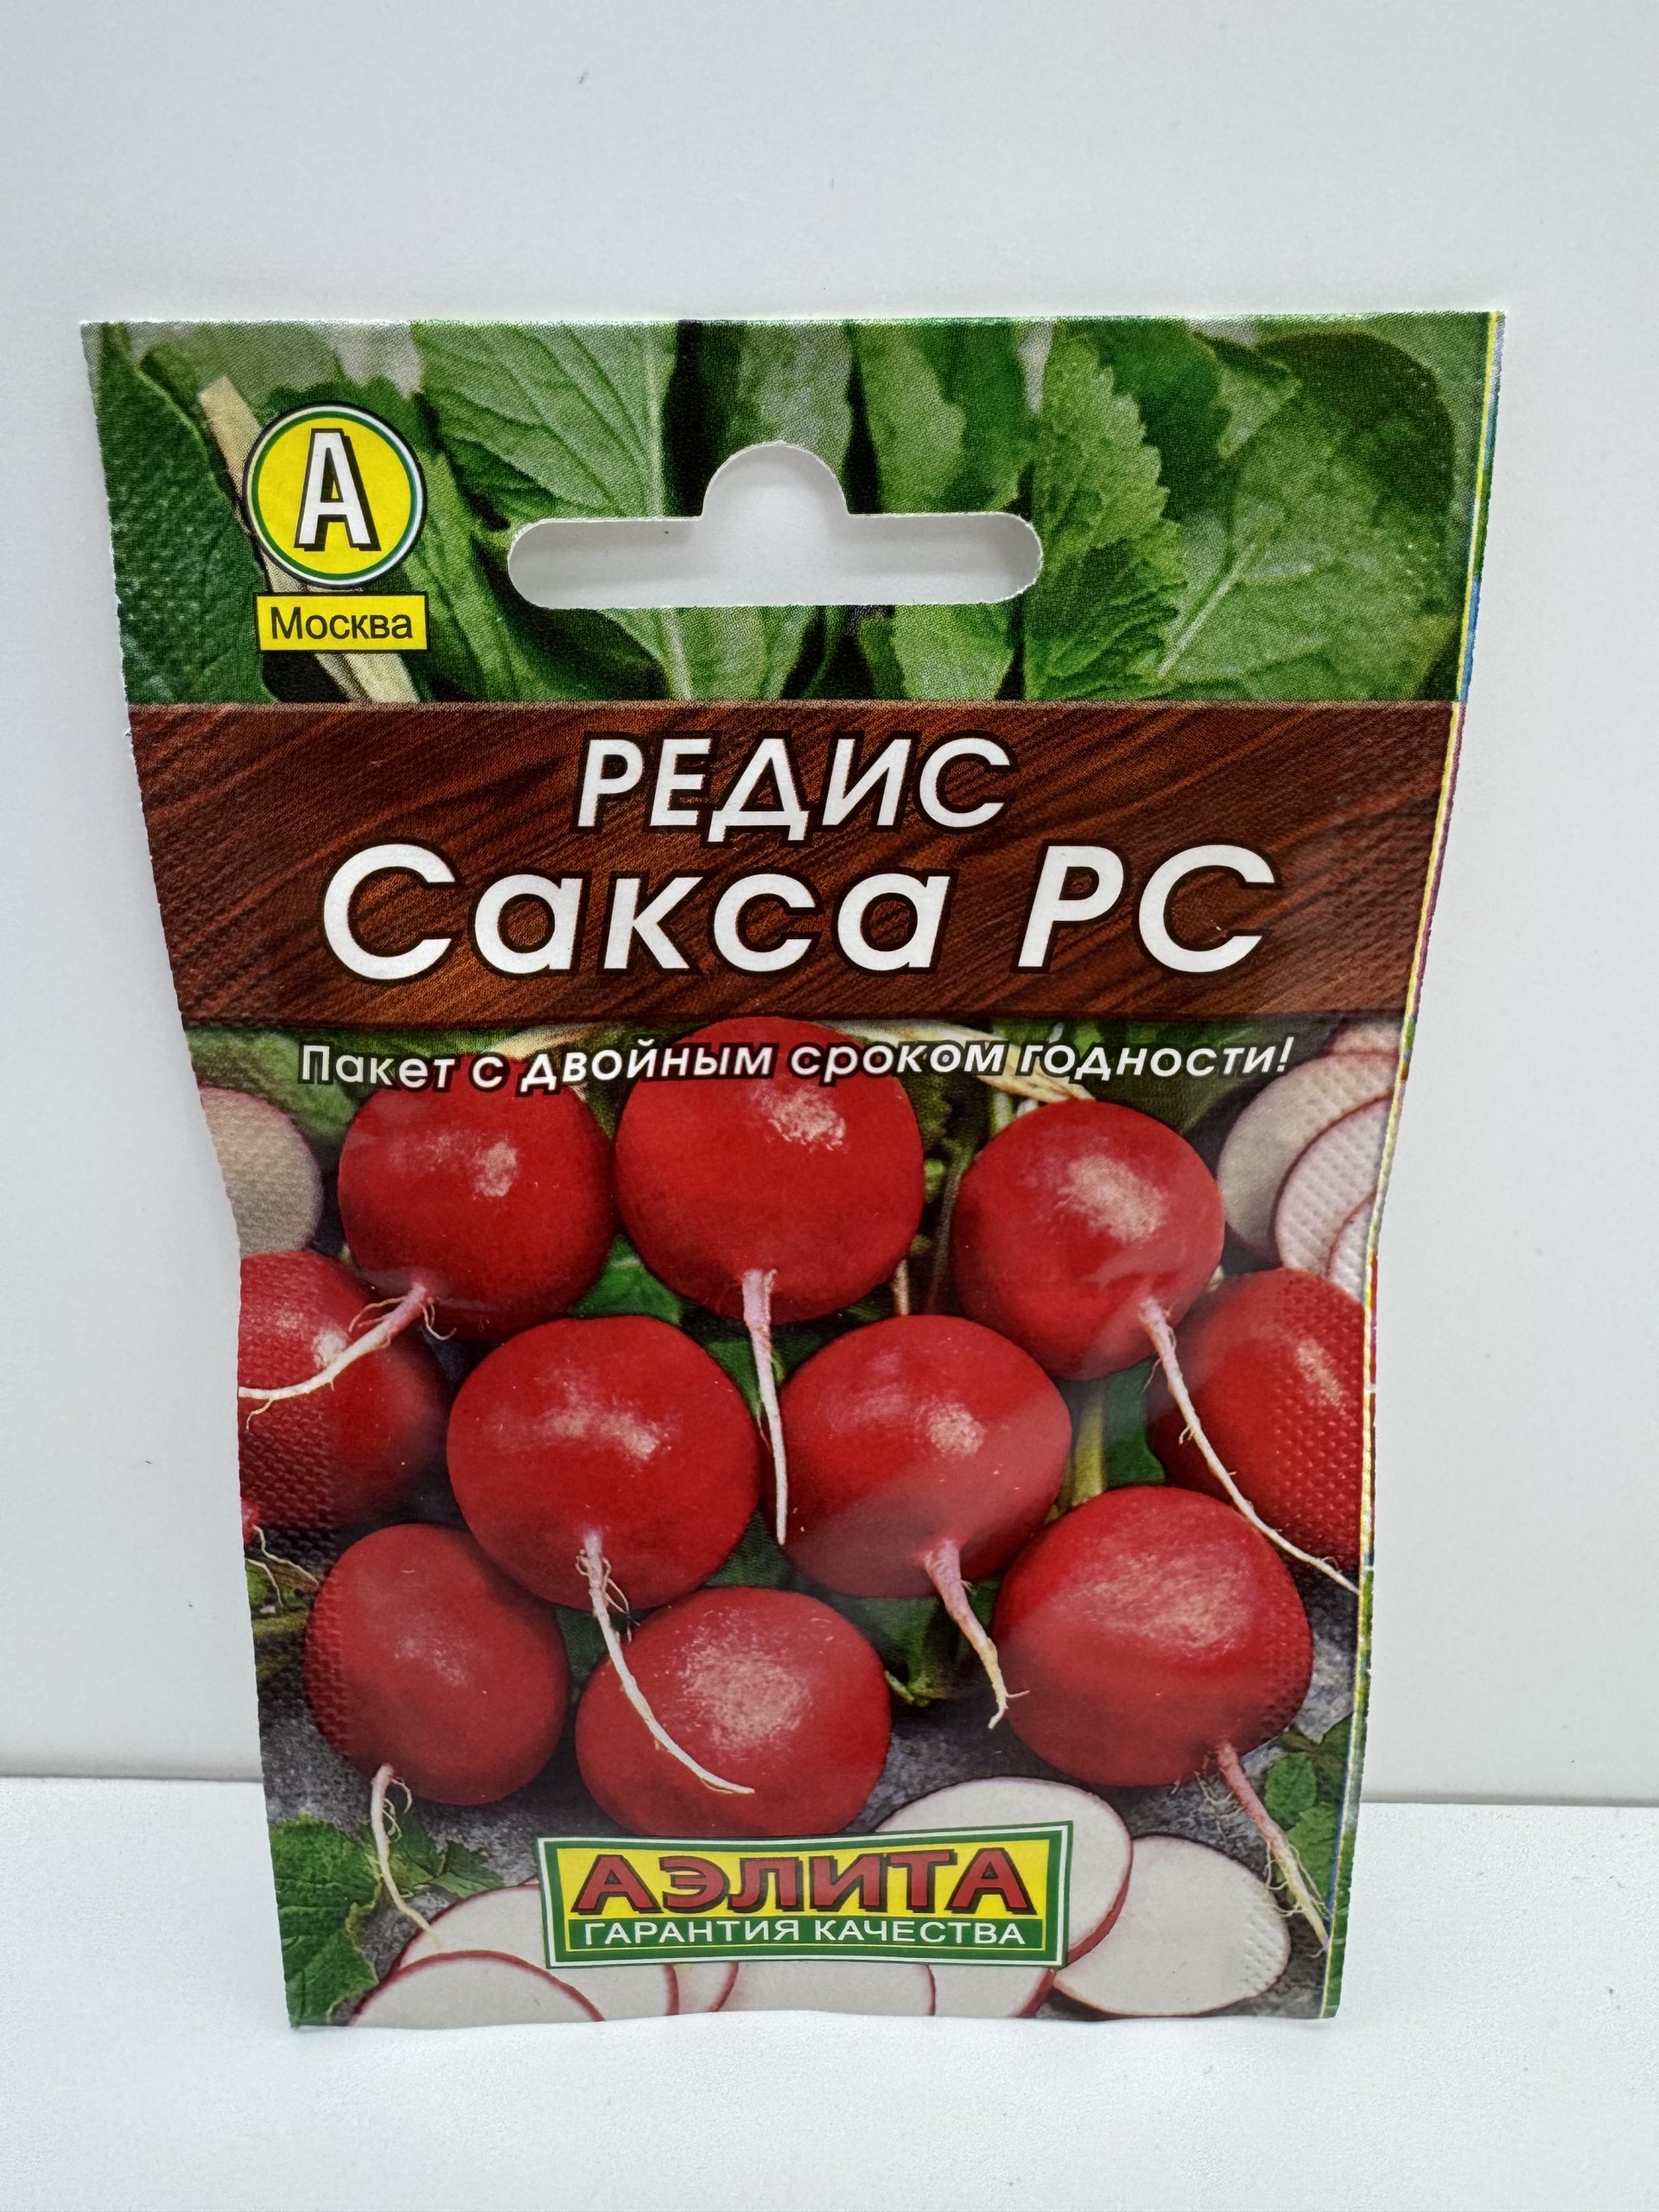 А
Москва
РЕДИС
Сакса РС
Пакет с двойным сроком годности!
АЭЛИТА
ГАРАНТИЯ КАЧЕСТВА